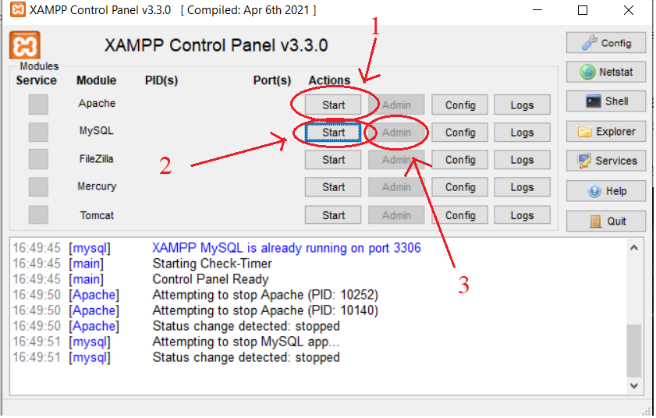 XAMPP Control Panel v3.3.0 [ Compiled: Apr 6th 2021 ]
1
XAMPP Control Panel v3.3.0
Config
Modules
Service Module PID(s) Port(s) Actions
Netstat
Apache Start Admin Config Logs
Shell
MySQL Start Admin Config Logs
Explorer
2
FileZilla Start Admin Config Logs
Services
Mercury Start Admin Config Logs
Help
Tomcat Start Admin Config Logs
Quit
16:49:45 [mysql] XAMPP MySQL is already running on port 3306
16:49:45 [main] Starting Check-Timer
16:49:45 [main] Control Panel Ready
3
16:49:50 [Apache] Attempting to stop Apache (PID: 10252)
16:49:50 [Apache] Attempting to stop Apache (PID: 10140)
16:49:50 [Apache] Status change detected: stopped
16:49:51 [mysql] Attempting to stop MySQL app...
16:49:51 [mysql] Status change detected: stopped